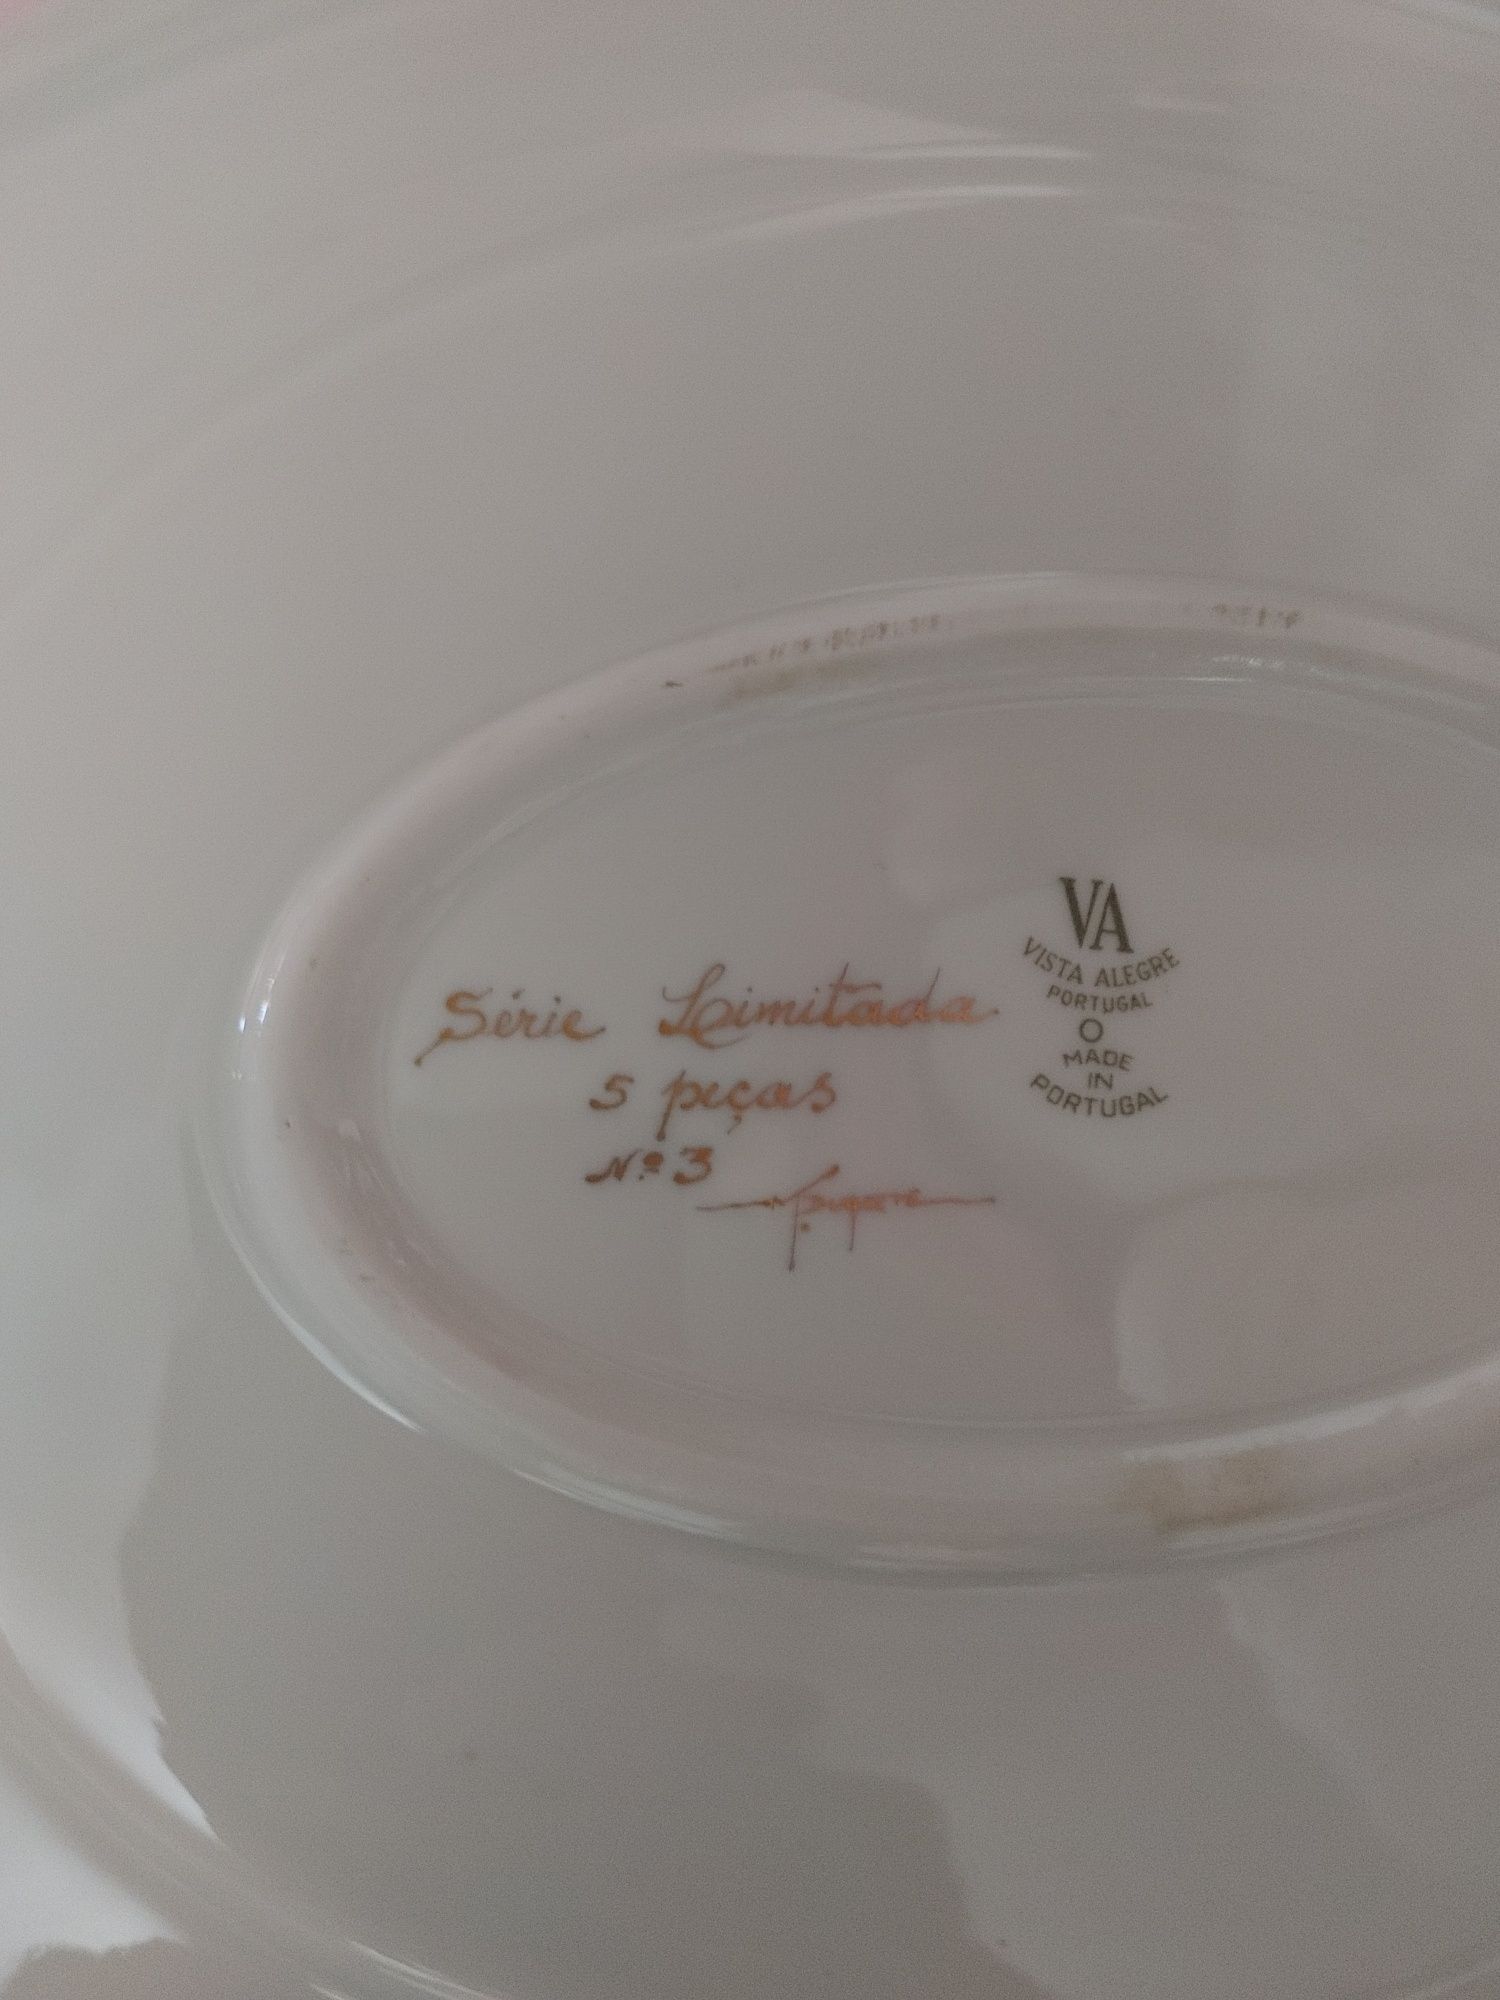 Série Limitada
5 peças
Nº 3
VA
VISTA ALEGRE
PORTUGAL
MADE
IN
PORTUGAL